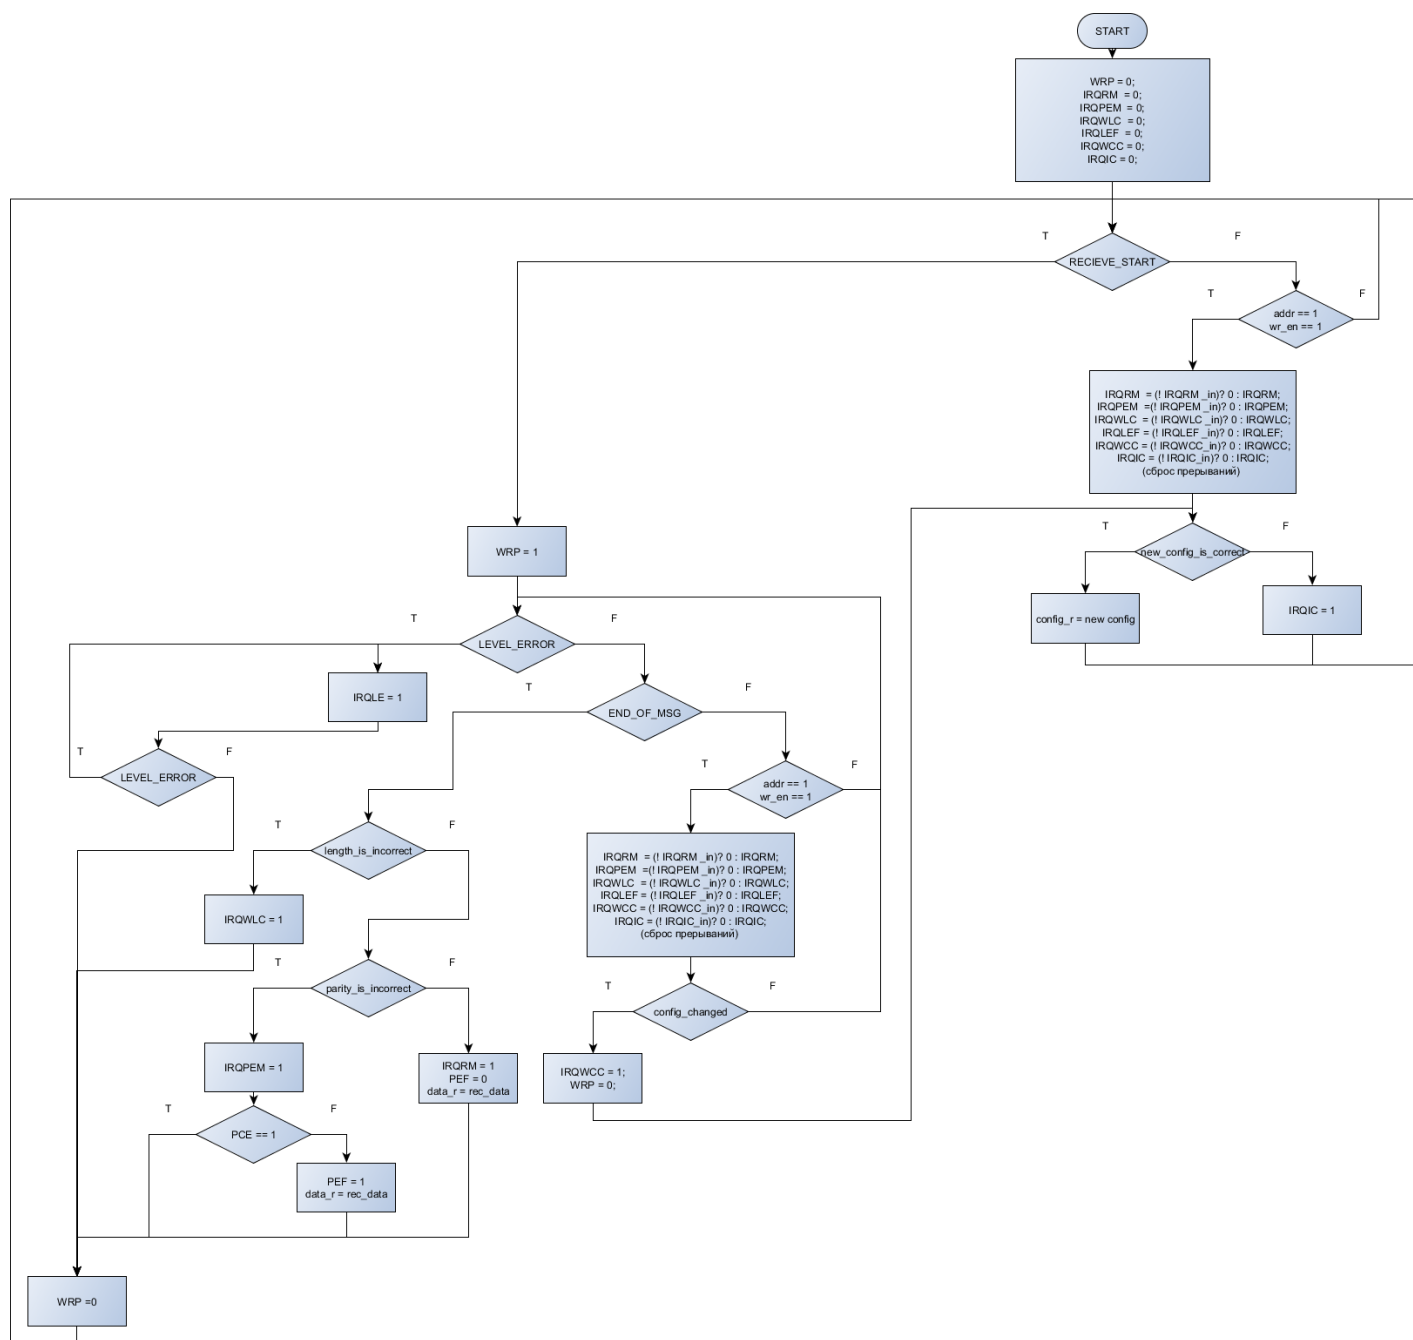 START
WRP = 0;
IRQRM = 0;
IRQPEM = 0;
IRQWLC = 0;
IRQLEF = 0;
IRQWCC = 0;
IRQIC = 0;
T
F
RECIEVE_START
T
F
addr == 1
wr_en == 1
IRQRM = (! IRQRM _in)? 0 : IRQRM;
IRQPEM =(! IRQPEM _in)? 0 : IRQPEM;
IRQWLC = (! IRQWLC _in)? 0 : IRQWLC;
IRQLEF = (! IRQLEF _in)? 0 : IRQLEF;
IRQWCC = (! IRQWCC_in)? 0 : IRQWCC;
IRQIC = (! IRQIC_in)? 0 : IRQIC;
(сброс прерываний)
T
F
new_config_is_correct
config_r = new config
IRQIC = 1
WRP = 1
T
F
LEVEL_ERROR
IRQLE = 1
T
F
END_OF_MSG
T
F
LEVEL_ERROR
T
F
addr == 1
wr_en == 1
T
F
length_is_incorrect
IRQRM = (! IRQRM _in)? 0 : IRQRM;
IRQPEM =(! IRQPEM _in)? 0 : IRQPEM;
IRQWLC = (! IRQWLC _in)? 0 : IRQWLC;
IRQLEF = (! IRQLEF _in)? 0 : IRQLEF;
IRQWCC = (! IRQWCC_in)? 0 : IRQWCC;
IRQIC = (! IRQIC_in)? 0 : IRQIC;
(сброс прерываний)
IRQWLC = 1
T
F
parity_is_incorrect
T
F
config_changed
IRQPEM = 1
IRQRM = 1
PEF = 0
data_r = rec_data
IRQWCC = 1;
WRP = 0;
T
F
PCE == 1
PEF = 1
data_r = rec_data
WRP =0